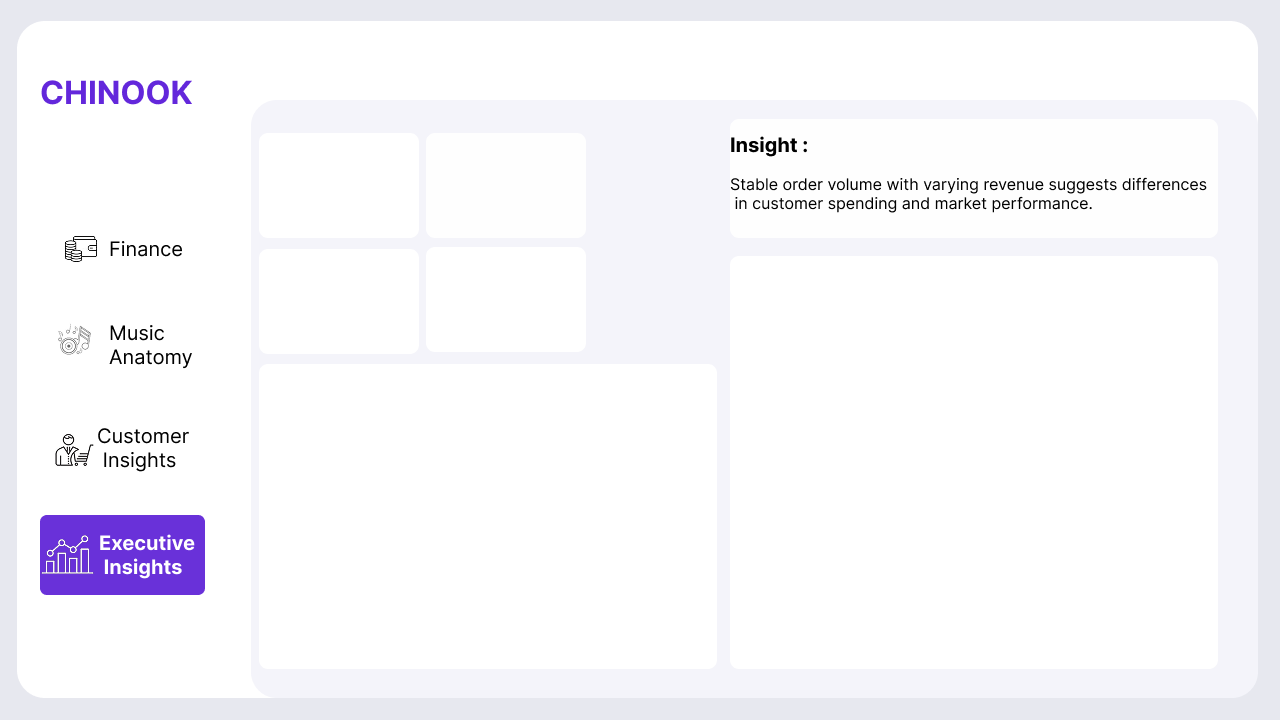 CHINOOK
Finance
Music
Anatomy
Customer
Insights
Executive
Insights
Insight :
Stable order volume with varying revenue suggests differences
in customer spending and market performance.